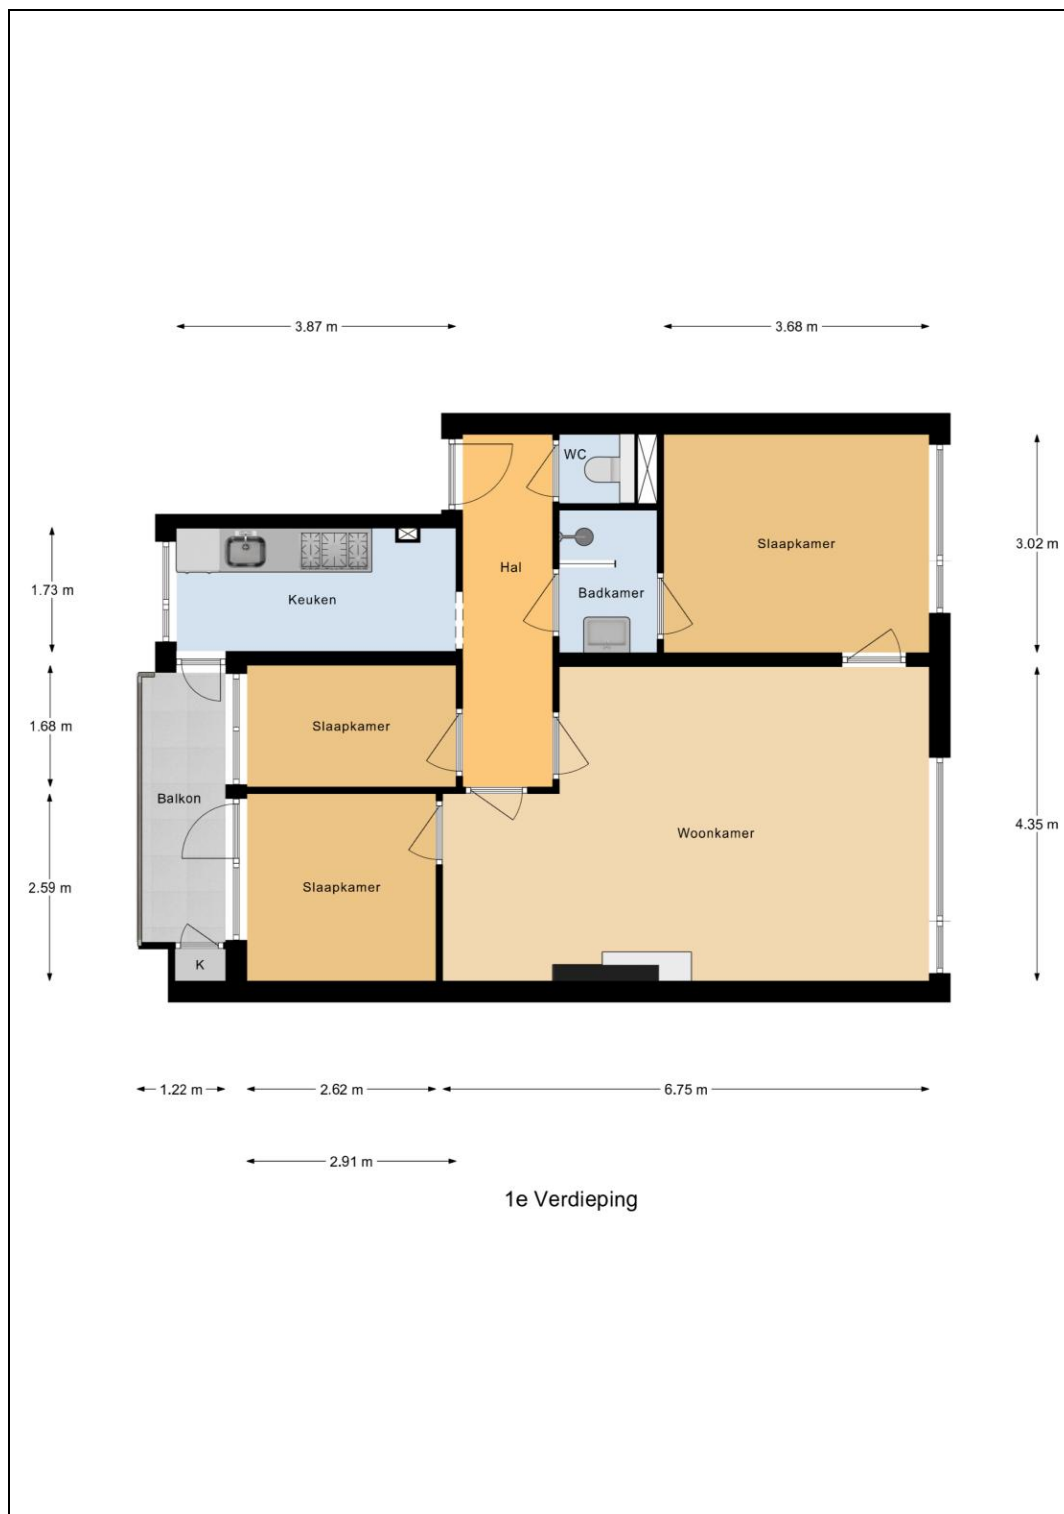 3.87 m
3.68 m
WC
Slaapkamer
3.02 m
Hal
1.73 m
Keuken
Badkamer
1.68 m
Slaapkamer
Balkon
Woonkamer
4.35 m
2.59 m
Slaapkamer
K
1.22 m
2.62 m
6.75 m
2.91 m
1e Verdieping